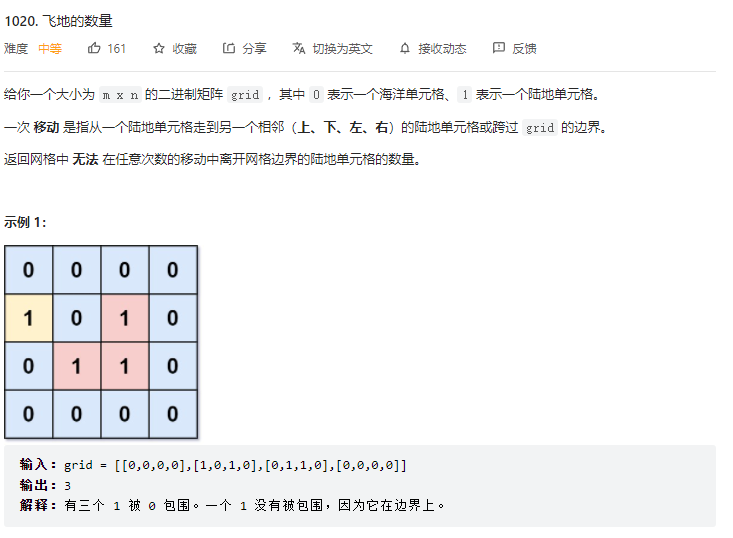 1020. 飞地的数量
难度 中等 161 收藏 分享 切换为英文 接收动态 反馈
给你一个大小为 m x n 的二进制矩阵 grid ，其中 0 表示一个海洋单元格、1 表示一个陆地单元格。
一次 移动 是指从一个陆地单元格走到另一个相邻（上、下、左、右）的陆地单元格或跨过 grid 的边界。
返回网格中 无法 在任意次数的移动中离开网格边界的陆地单元格的数量。
示例 1：
0 0 0 0
1 0 1 0
0 1 1 0
0 0 0 0
输入：grid = [[0,0,0,0],[1,0,1,0],[0,1,1,0],[0,0,0,0]]
输出：3
解释：有三个 1 被 0 包围。一个 1 没有被包围，因为它在边界上。